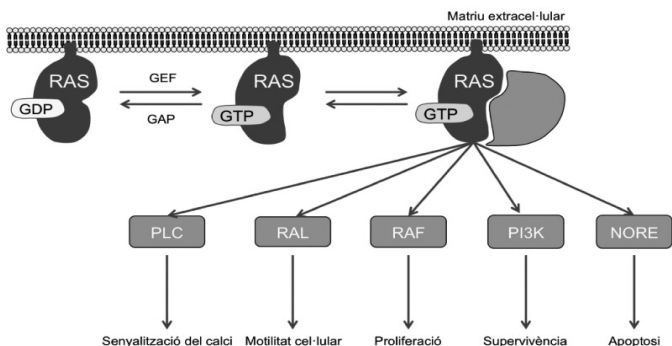 Matriu extracel·lular
RAS
GEF
RAS
RAS
GDP
GTP
GTP
GAP
PLC
RAL
RAF
PI3K
NORE
Senyalització del calci
Motilitat cel·lular
Proliferació
Supervivència
Apoptosi